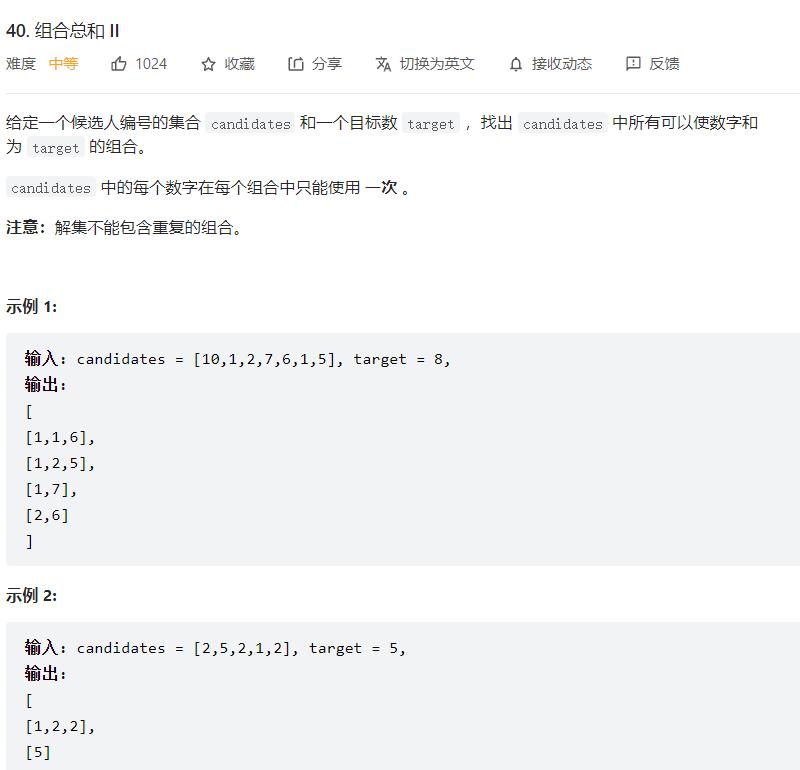 40. 组合总和 II
难度 中等 1024 收藏 分享 切换为英文 接收动态 反馈
给定一个候选人编号的集合 candidates 和一个目标数 target ，找出 candidates 中所有可以使数字和
为 target 的组合。
candidates 中的每个数字在每个组合中只能使用 一次 。
注意：解集不能包含重复的组合。
示例 1:
输入: candidates = [10,1,2,7,6,1,5], target = 8,
输出:
[
[1,1,6],
[1,2,5],
[1,7],
[2,6]
]
示例 2:
输入: candidates = [2,5,2,1,2], target = 5,
输出:
[
[1,2,2],
[5]